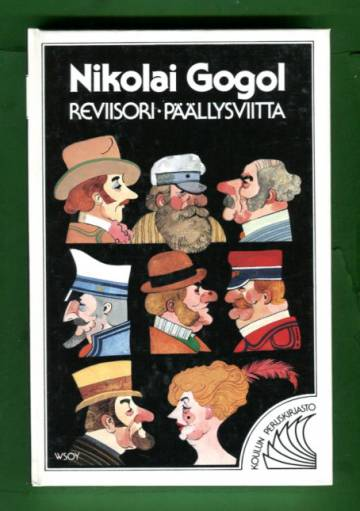 Nikolai Gogol
REVIISORI · PÄÄLLYSVIITTA
KOULUN PERUSKIRJASTO
WSOY